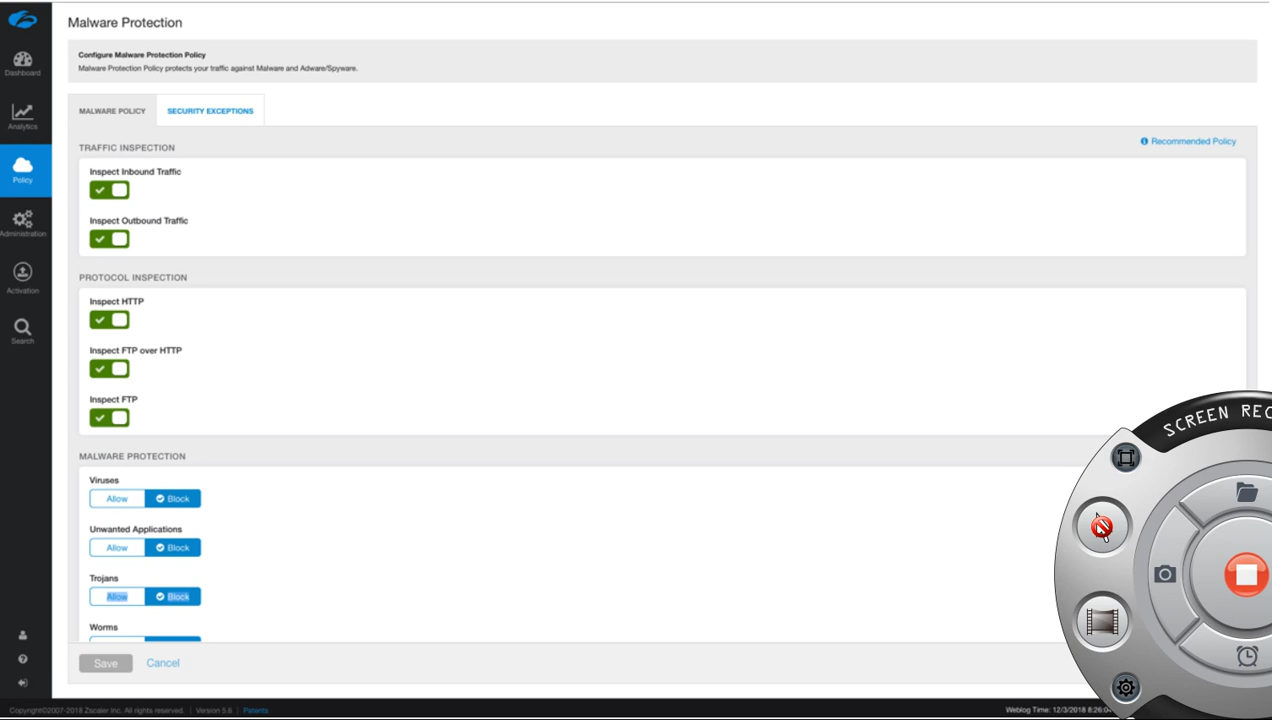 Malware Protection
Configure Malware Protection Policy
Malware Protection Policy protects your traffic against Malware and Adware/Spyware.
MALWARE POLICY
SECURITY EXCEPTIONS
Recommended Policy
TRAFFIC INSPECTION
Inspect Inbound Traffic
Inspect Outbound Traffic
PROTOCOL INSPECTION
Inspect HTTP
Inspect FTP over HTTP
Inspect FTP
MALWARE PROTECTION
Viruses
Allow Block
Unwanted Applications
Allow Block
Trojans
Allow Block
Worms
Save Cancel
Dashboard
Analytics
Policy
Administration
Activation
Search
SCREEN REC
Copyright©2007-2018 Zscaler Inc. All rights reserved. | Version 5.6 | Patents
Weblog Time: 12/3/2018 8:26:0